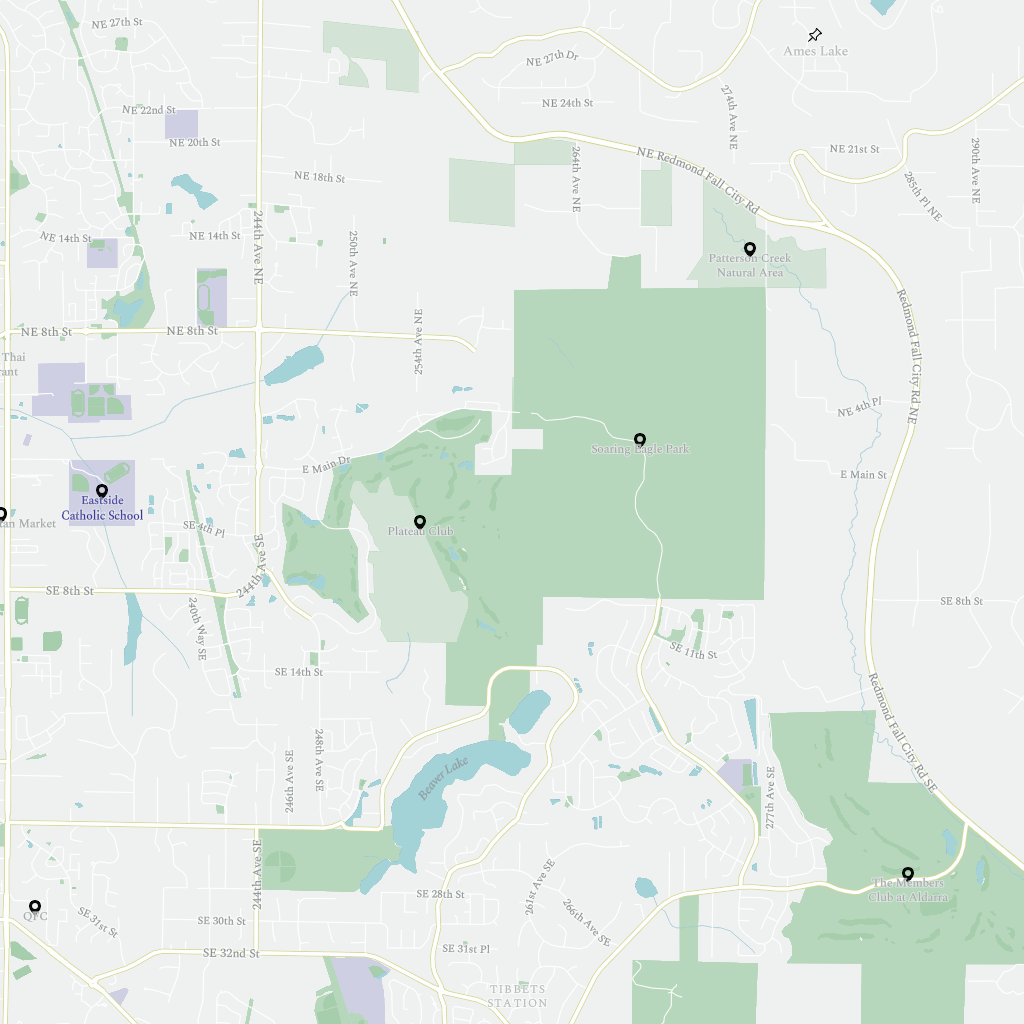 NE 27th St
Ames Lake
NE 27th Dr
NE 24th St
NE 22nd St
274th Ave NE
NE 20th St
NE 21st St
NE Redmond Fall City Rd
264th Ave NE
290th Ave NE
NE 18th St
285th Pl NE
244th Ave NE
NE 14th St
NE 14th St
250th Ave NE
Patterson Creek
Natural Area
NE 8th St
NE 8th St
254th Ave NE
Redmond Fall City Rd NE
Thai
NE 4th Pl
Soaring Eagle Park
E Main Dr
E Main St
Eastside
Catholic School
Market
SE 4th Pl
Plateau Club
244th Ave SE
SE 8th St
SE 8th St
240th Way SE
SE 11th St
SE 14th St
Redmond Fall City Rd SE
248th Ave SE
246th Ave SE
Beaver Lake
277th Ave SE
244th Ave SE
The Members
Club at Aldarra
SE 28th St
261st Ave SE
266th Ave SE
QFC
SE 31st St
SE 30th St
SE 32nd St
SE 31st Pl
TIBBETS
STATION